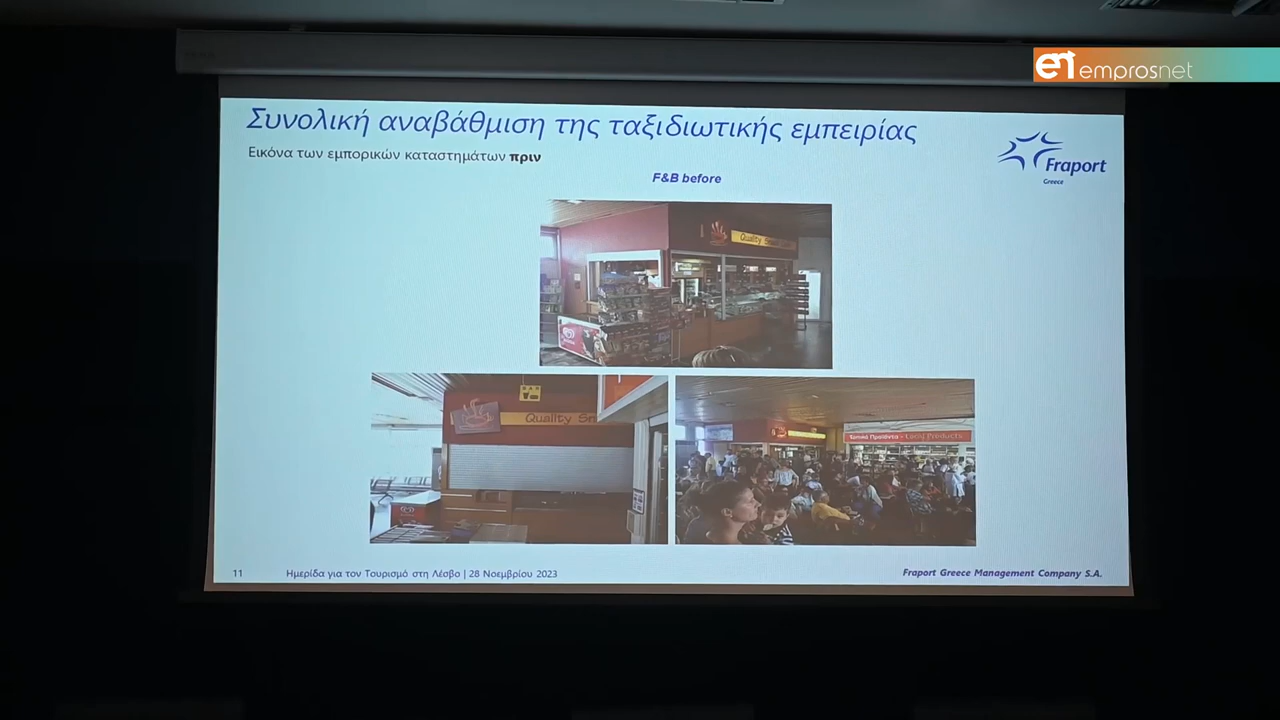 emprosnet
Συνολική αναβάθμιση της ταξιδιωτικής εμπειρίας
Εικόνα των εμπορικών καταστημάτων πριν
Fraport
Greece
F&B before
Quality
Quality
Τοπικά Προϊόντα - Local Products
11
Ημερίδα για τον Τουρισμό στη Λέσβο | 28 Νοεμβρίου 2023
Fraport Greece Management Company S.A.